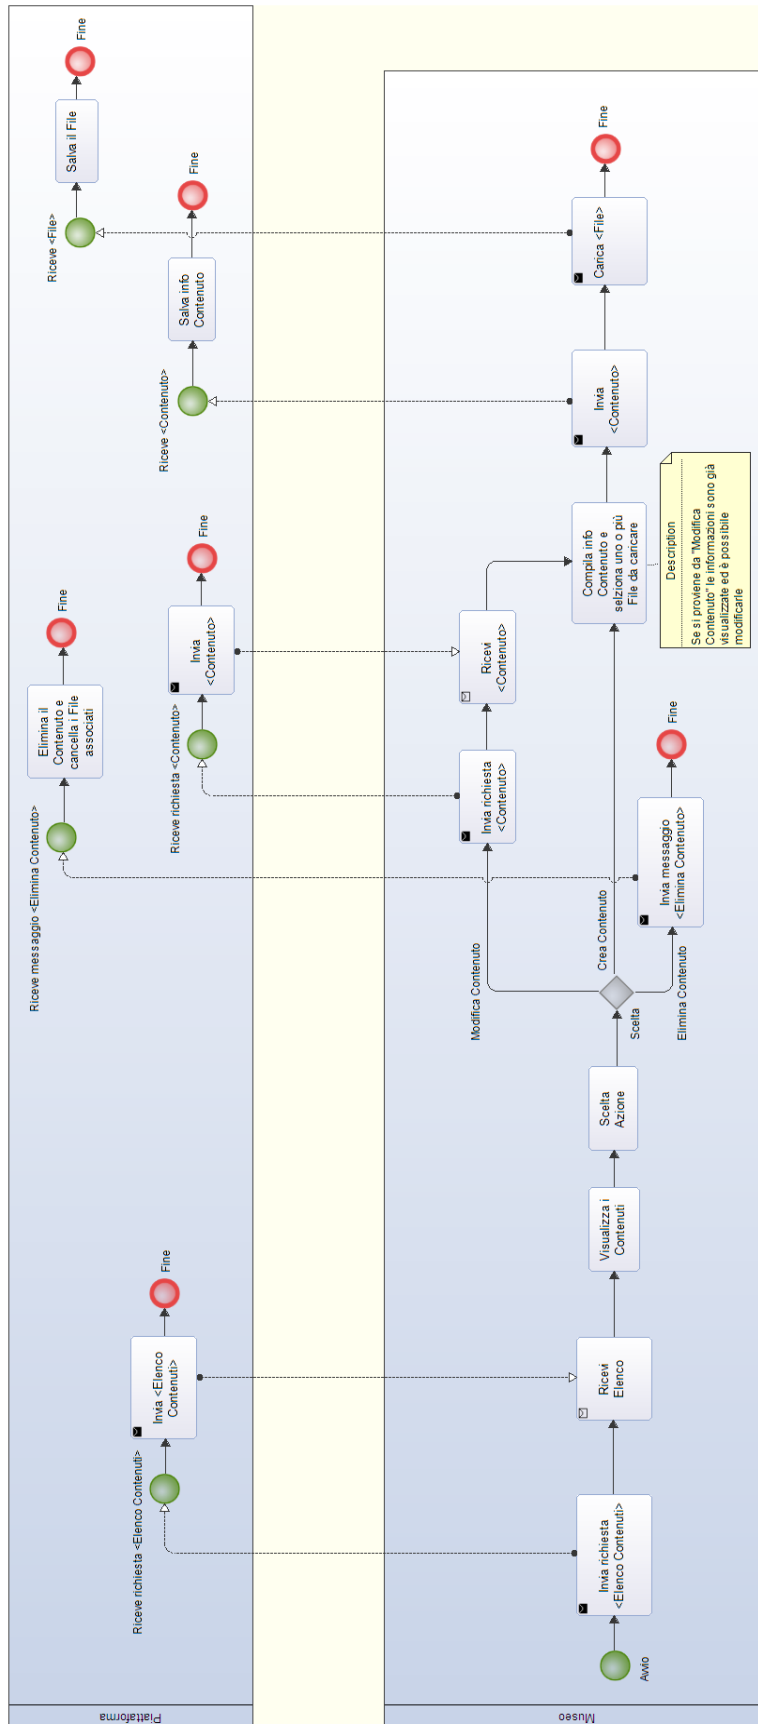 Piattaforma
Riceve richiesta <Elenco Contenuti>
Invia <Elenco
Contenuti>
Fine
Riceve messaggio <Elimina Contenuto>
Elimina il
Contenuto e
cancella i File
associati
Fine
Riceve richiesta <Contenuto>
Invia
<Contenuto>
Fine
Riceve <Contenuto>
Salva info
Contenuto
Fine
Riceve <File>
Salva il File
Fine
Museo
Avvio
Invia richiesta
<Elenco Contenuti>
Ricevi
Elenco
Visualizza i
Contenuti
Scelta
Azione
Scelta
Modifica Contenuto
Crea Contenuto
Elimina Contenuto
Invia richiesta
<Contenuto>
Ricevi
<Contenuto>
Invia messaggio
<Elimina Contenuto>
Fine
Compila info
Contenuto e
selziona uno o più
File da caricare
Description
Se si proviene da "Modifica
Contenuto" le informazioni sono già
visualizzate ed è possibile
modificarle
Invia
<Contenuto>
Carica <File>
Fine